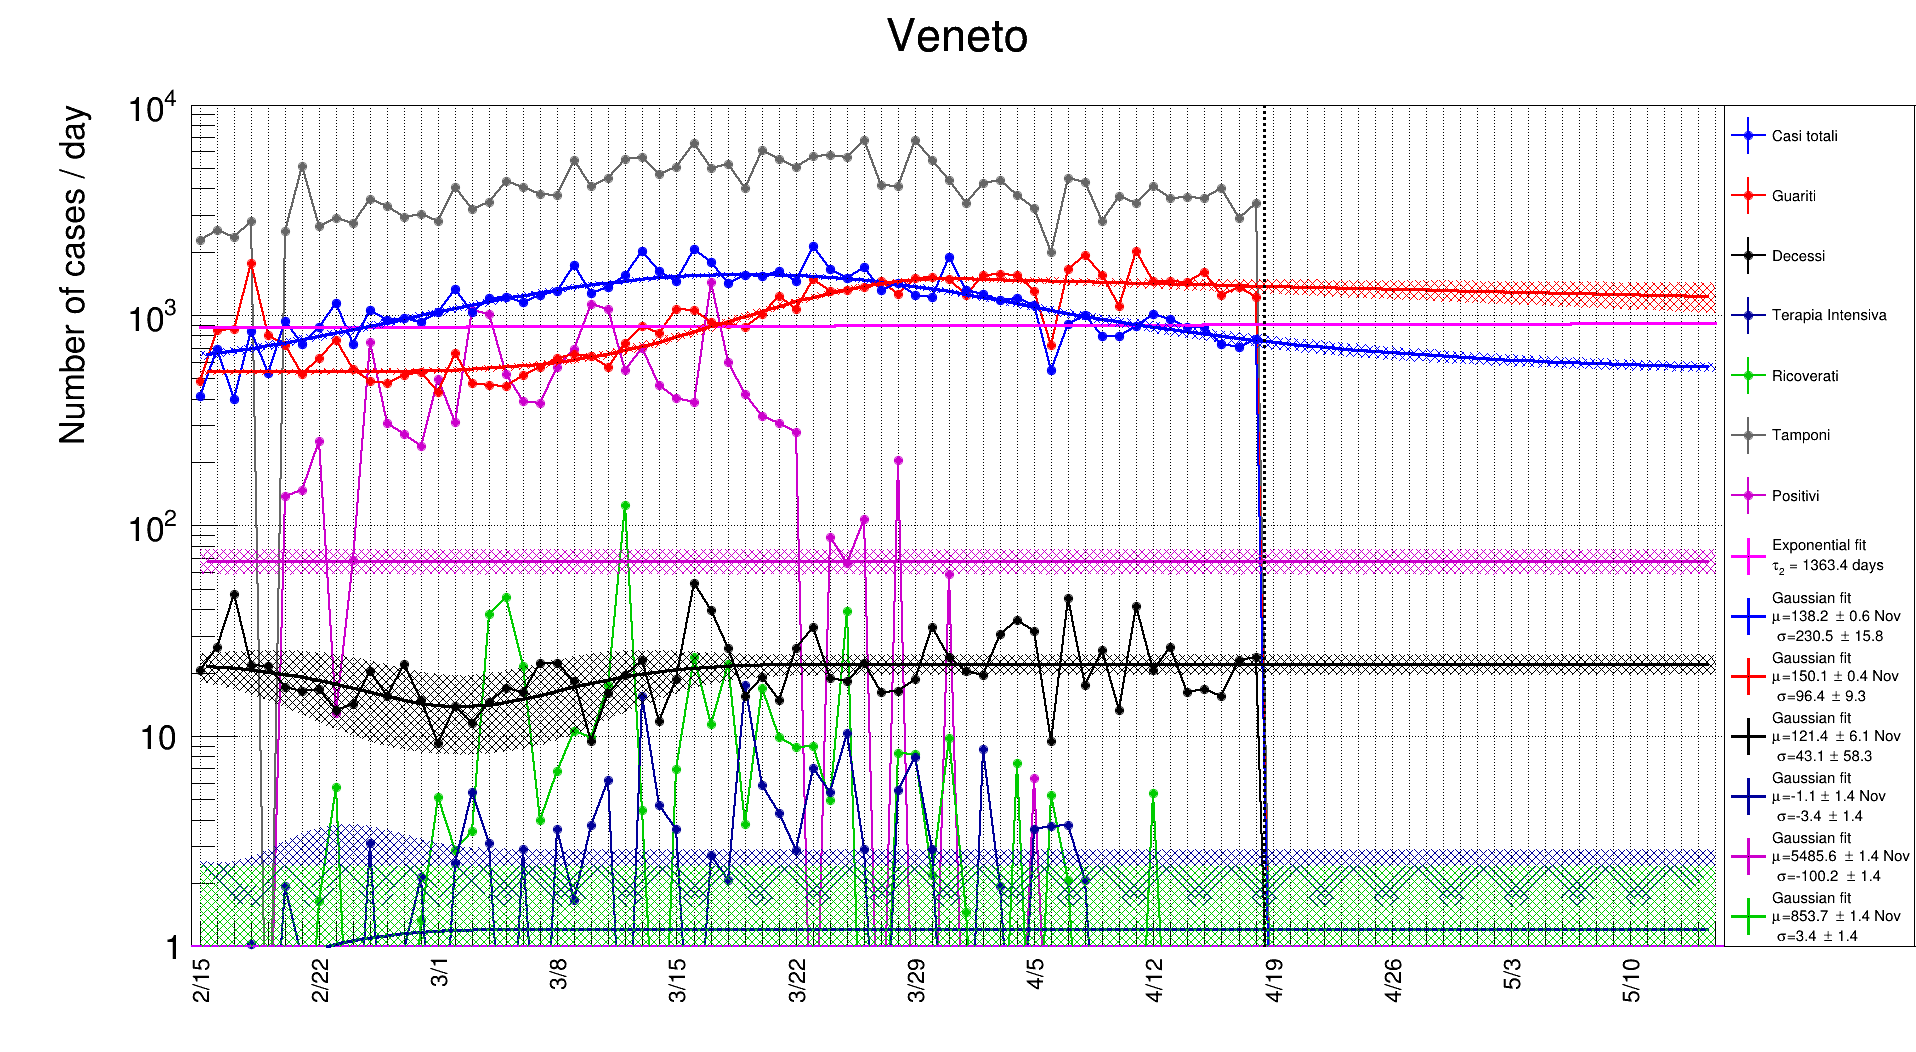 Veneto
Number of cases / day
10^4
10^3
10^2
10
1
2/15
2/22
3/1
3/8
3/15
3/22
3/29
4/5
4/12
4/19
4/26
5/3
5/10
Casi totali
Guariti
Decessi
Terapia Intensiva
Ricoverati
Tamponi
Positivi
Exponential fit
τ₂ = 1363.4 days
Gaussian fit
μ=138.2 ± 0.6 Nov
σ=230.5 ± 15.8
Gaussian fit
μ=150.1 ± 0.4 Nov
σ=96.4 ± 9.3
Gaussian fit
μ=121.4 ± 6.1 Nov
σ=43.1 ± 58.3
Gaussian fit
μ=-1.1 ± 1.4 Nov
σ=-3.4 ± 1.4
Gaussian fit
μ=5485.6 ± 1.4 Nov
σ=-100.2 ± 1.4
Gaussian fit
μ=853.7 ± 1.4 Nov
σ=3.4 ± 1.4